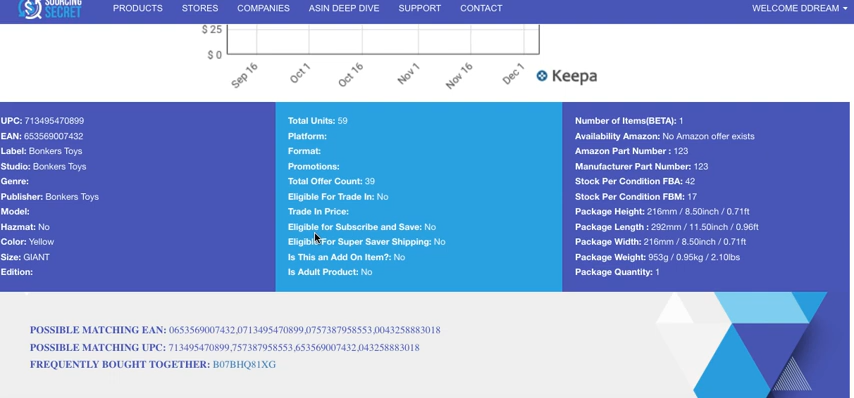 SOURCING
SECRET
PRODUCTS STORES COMPANIES ASIN DEEP DIVE SUPPORT CONTACT WELCOME DDREAM
$ 25
$ 0
Sep 16 Oct 1 Oct 16 Nov 1 Nov 16 Dec 1
Keepa
UPC: 713495470899
EAN: 653569007432
Label: Bonkers Toys
Studio: Bonkers Toys
Genre:
Publisher: Bonkers Toys
Model:
Hazmat: No
Color: Yellow
Size: GIANT
Edition:
Total Units: 59
Platform:
Format:
Promotions:
Total Offer Count: 39
Eligible For Trade In: No
Trade In Price:
Eligible for Subscribe and Save: No
Eligible For Super Saver Shipping: No
Is This an Add On Item?: No
Is Adult Product: No
Number of Items(BETA): 1
Availability Amazon: No Amazon offer exists
Amazon Part Number : 123
Manufacturer Part Number: 123
Stock Per Condition FBA: 42
Stock Per Condition FBM: 17
Package Height: 216mm / 8.50inch / 0.71ft
Package Length : 292mm / 11.50inch / 0.96ft
Package Width: 216mm / 8.50inch / 0.71ft
Package Weight: 953g / 0.95kg / 2.10lbs
Package Quantity: 1
POSSIBLE MATCHING EAN: 0653569007432,0713495470899,0757387958553,0043258883018
POSSIBLE MATCHING UPC: 713495470899,757387958553,653569007432,043258883018
FREQUENTLY BOUGHT TOGETHER: B07BHQ81XG